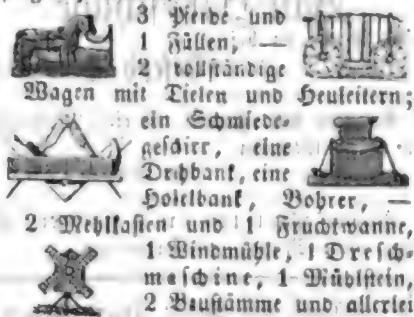 3 Pferde und
1 Füllen; —
2 vollständige
Wagen mit Dielen und Heuleitern;
ein Schmiede-
geschirr, eine
Drehbank, eine
Hobelbank, Bohrer, —
2 Mehlkasten und 1 Fruchtwanne,
1 Windmühle, 1 Dresch-
maschine, 1 Mühlstein,
2 Baustämme und allerlei